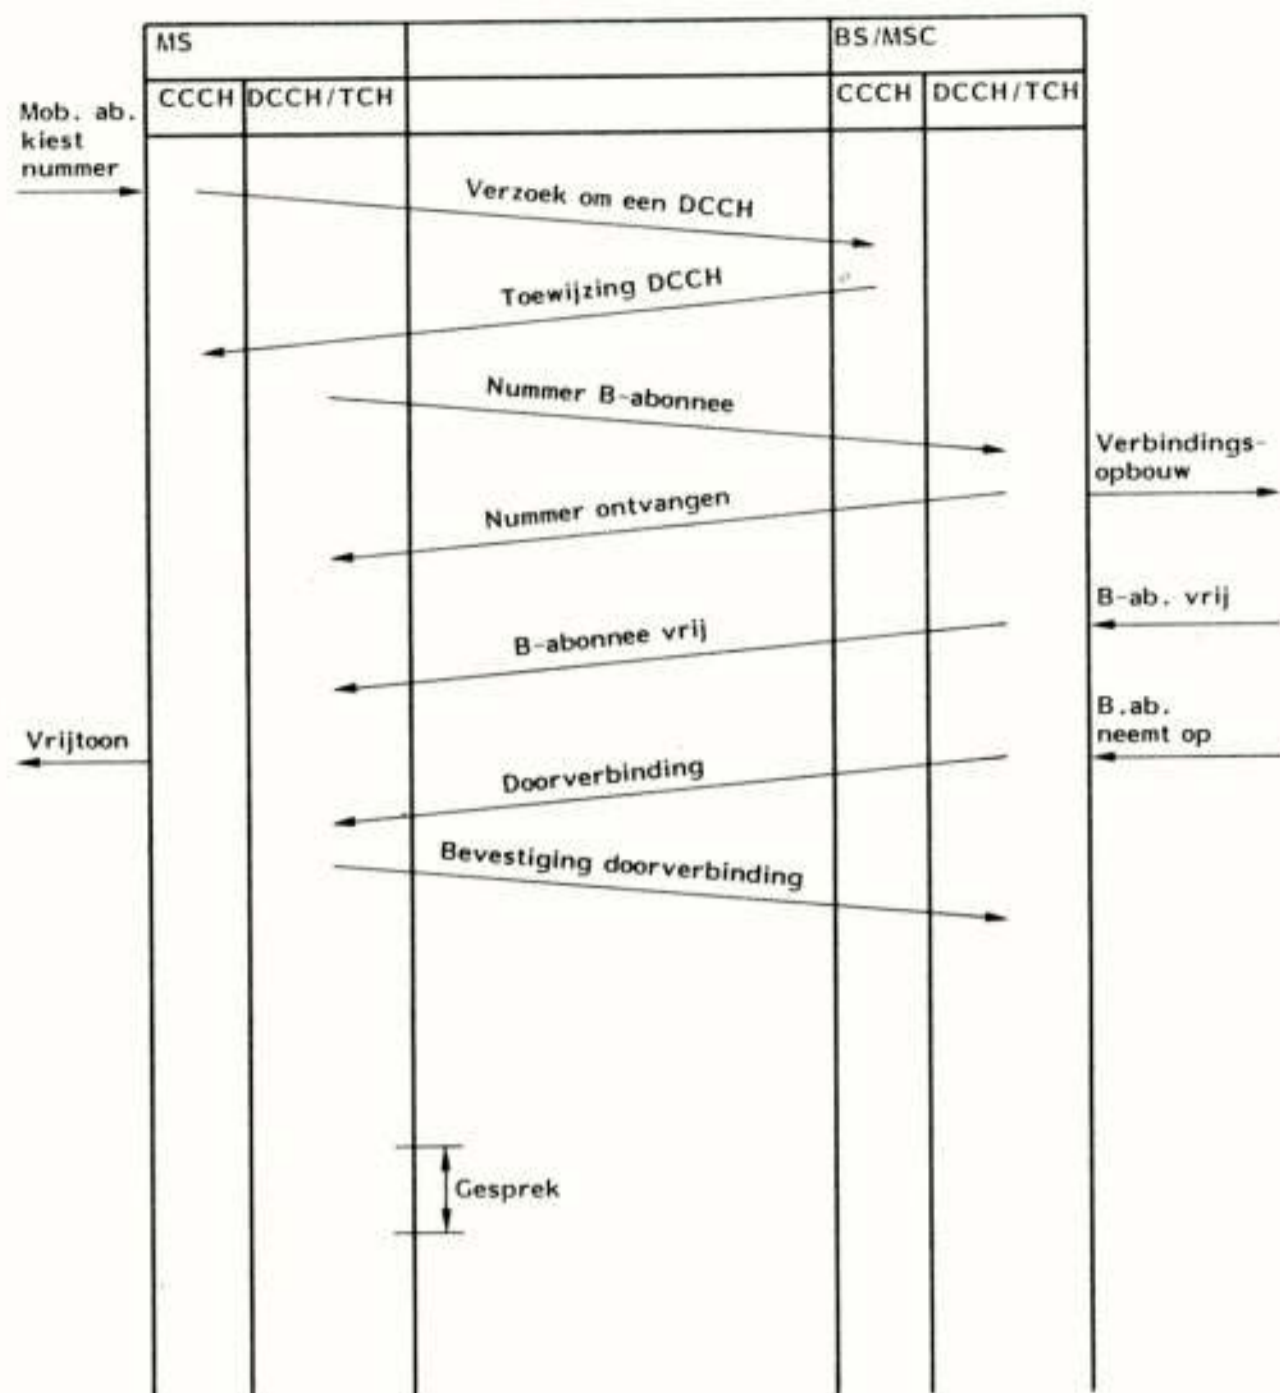 MS
BS/MSC
CCCH
DCCH/TCH
CCCH
DCCH/TCH
Mob. ab.
kiest
nummer
Verzoek om een DCCH
Toewijzing DCCH
Nummer B-abonnee
Verbindings-
opbouw
Nummer ontvangen
B-ab. vrij
B-abonnee vrij
B.ab.
neemt op
Vrijtoon
Doorverbinding
Bevestiging doorverbinding
Gesprek